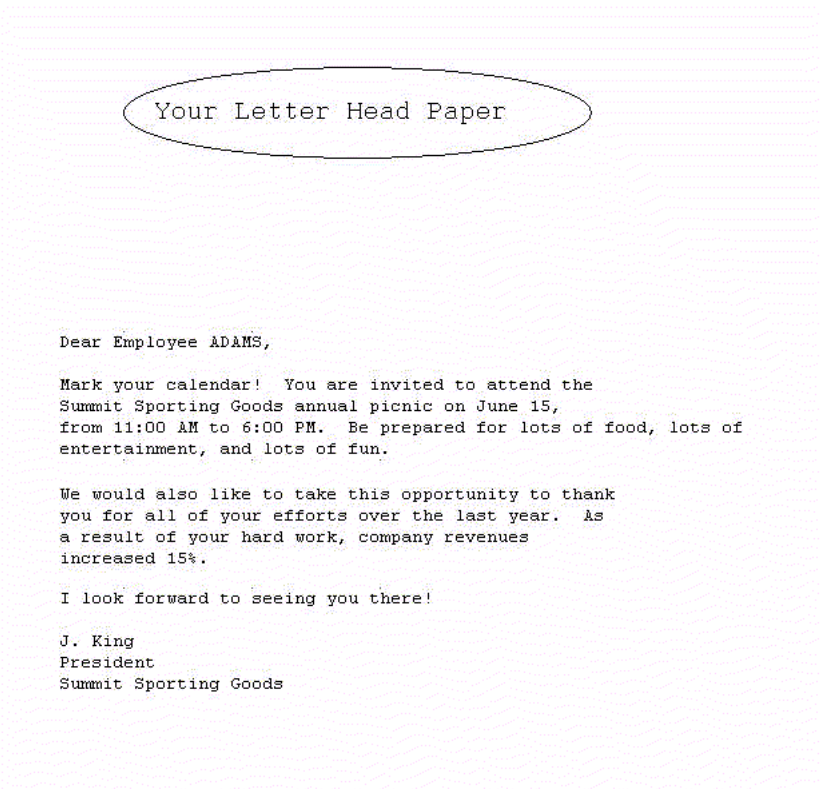 Your Letter Head Paper
Dear Employee ADAMS,
Mark your calendar!  You are invited to attend the
Summit Sporting Goods annual picnic on June 15,
from 11:00 AM to 6:00 PM.  Be prepared for lots of food, lots of
entertainment, and lots of fun.
We would also like to take this opportunity to thank
you for all of your efforts over the last year.  As
a result of your hard work, company revenues
increased 15%.
I look forward to seeing you there!
J. King
President
Summit Sporting Goods